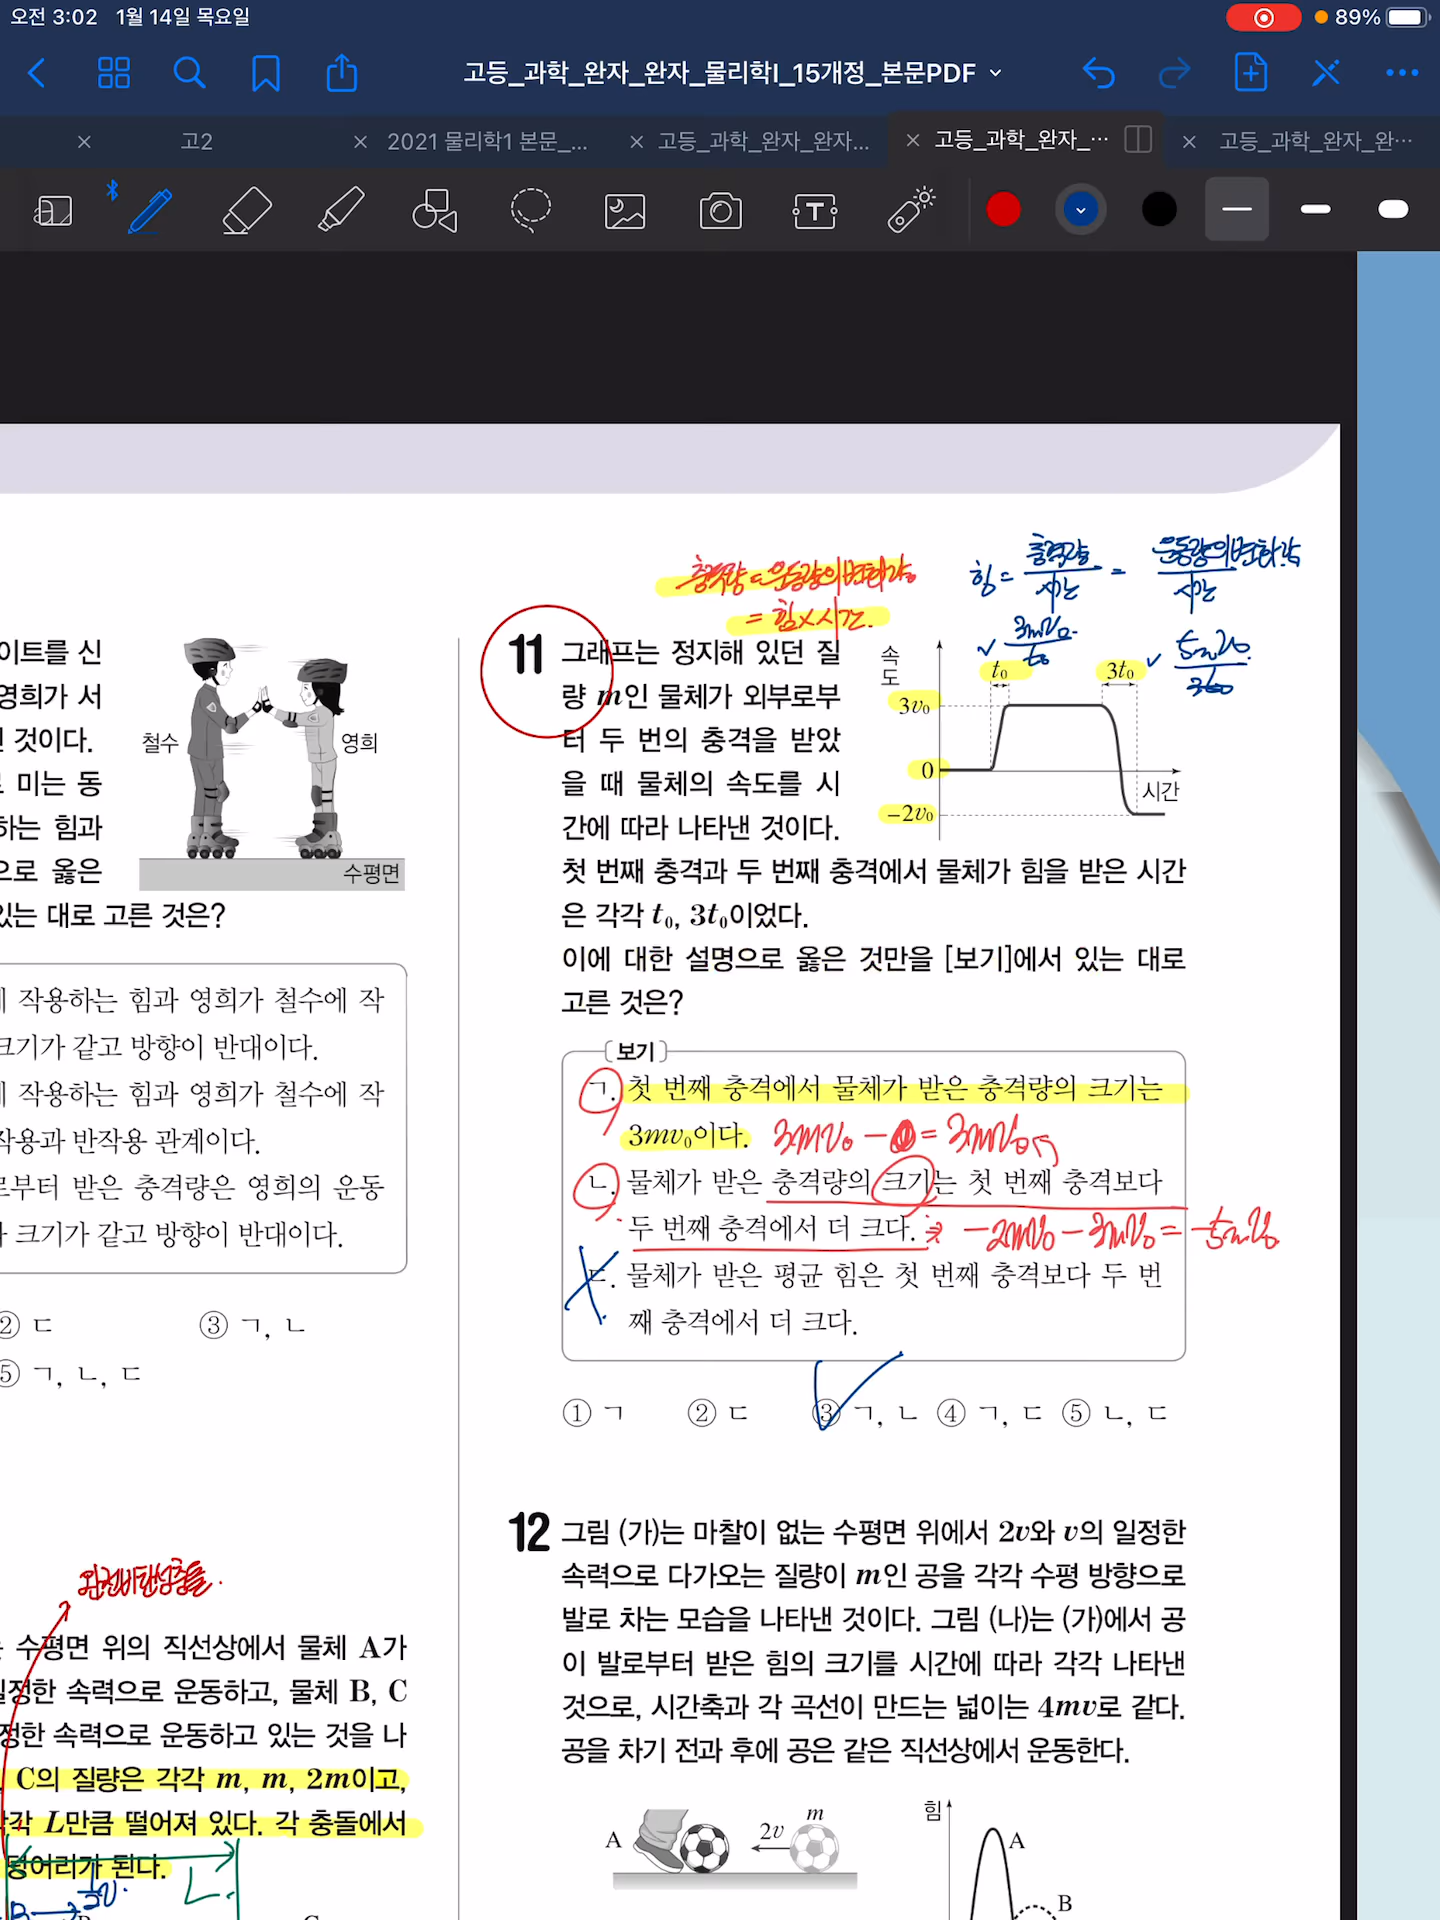 오전 3:02 1월 14일 목요일
89%
고등_과학_완자_완자_물리학I_15개정_본문PDF
고2
2021 물리학1 본문_...
고등_과학_완자_완자...
고등_과학_완자_...
고등_과학_완자_완...
충격량=운동량의변화량
= 힘×시간.
힘 = 충격량/시간 = 운동량의변화량/시간
3mv₀/t₀
5mv₀/3t₀
이트를 신
영희가 서
것이다.
미는 동
하는 힘과
으로 옳은
있는 대로 고른 것은?
철수
영희
수평면
작용하는 힘과 영희가 철수에 작
크기가 같고 방향이 반대이다.
작용하는 힘과 영희가 철수에 작
작용과 반작용 관계이다.
로부터 받은 충격량은 영희의 운동
크기가 같고 방향이 반대이다.
② ㄷ ③ ㄱ, ㄴ
⑤ ㄱ, ㄴ, ㄷ
완전비탄성충돌.
수평면 위의 직선상에서 물체 A가
일정한 속력으로 운동하고, 물체 B, C
정한 속력으로 운동하고 있는 것을 나
C의 질량은 각각 m, m, 2m이고,
각각 L만큼 떨어져 있다. 각 충돌에서
덩어리가 된다.
L.
11 그래프는 정지해 있던 질
량 m인 물체가 외부로부
터 두 번의 충격을 받았
을 때 물체의 속도를 시
간에 따라 나타낸 것이다.
속도
t₀
3t₀
3v₀
0
-2v₀
시간
첫 번째 충격과 두 번째 충격에서 물체가 힘을 받은 시간
은 각각 t₀, 3t₀이었다.
이에 대한 설명으로 옳은 것만을 [보기]에서 있는 대로
고른 것은?
보기
ㄱ. 첫 번째 충격에서 물체가 받은 충격량의 크기는
3mv₀이다. 3mv₀ - 0 = 3mv₀
ㄴ. 물체가 받은 충격량의 크기는 첫 번째 충격보다
두 번째 충격에서 더 크다. -2mv₀ - 3mv₀ = -5mv₀
ㄷ. 물체가 받은 평균 힘은 첫 번째 충격보다 두 번
째 충격에서 더 크다.
① ㄱ ② ㄷ ③ ㄱ, ㄴ ④ ㄱ, ㄷ ⑤ ㄴ, ㄷ
12 그림 (가)는 마찰이 없는 수평면 위에서 2v와 v의 일정한
속력으로 다가오는 질량이 m인 공을 각각 수평 방향으로
발로 차는 모습을 나타낸 것이다. 그림 (나)는 (가)에서 공
이 발로부터 받은 힘의 크기를 시간에 따라 각각 나타낸
것으로, 시간축과 각 곡선이 만드는 넓이는 4mv로 같다.
공을 차기 전과 후에 공은 같은 직선상에서 운동한다.
A
2v
m
힘
A
B